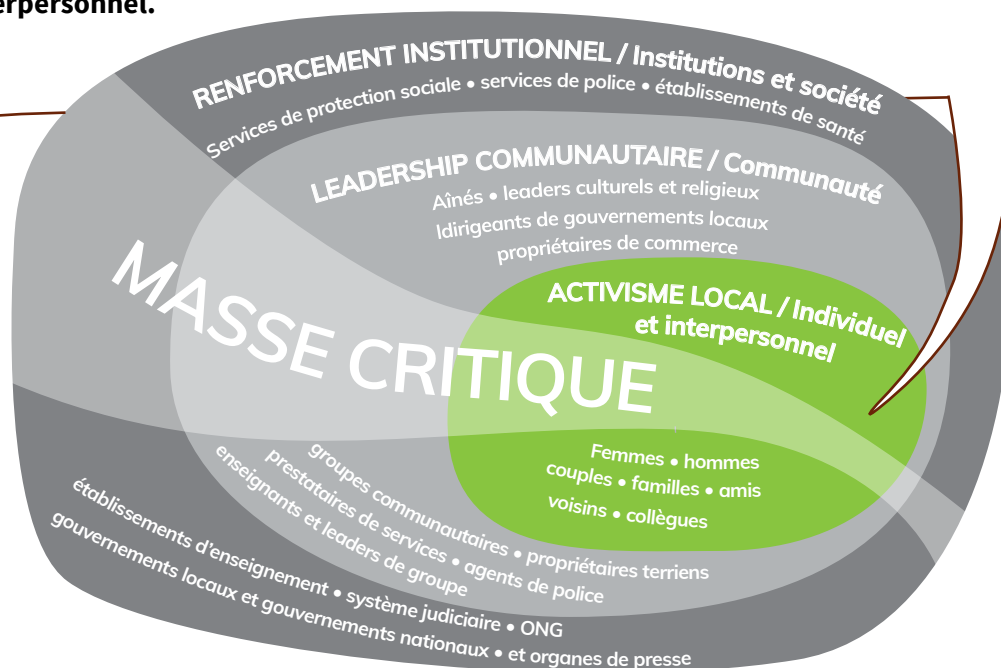 erpersonnel.
RENFORCEMENT INSTITUTIONNEL / Institutions et société
Services de protection sociale • services de police • établissements de santé
LEADERSHIP COMMUNAUTAIRE / Communauté
Aînés • leaders culturels et religieux
Idirigeants de gouvernements locaux
propriétaires de commerce
ACTIVISME LOCAL / Individuel
et interpersonnel
MASSE CRITIQUE
Femmes • hommes
couples • familles • amis
voisins • collègues
groupes communautaires • propriétaires terriens
prestataires de services • agents de police
enseignants et leaders de groupe
établissements d'enseignement • système judiciaire • ONG
gouvernements locaux et gouvernements nationaux • et organes de presse